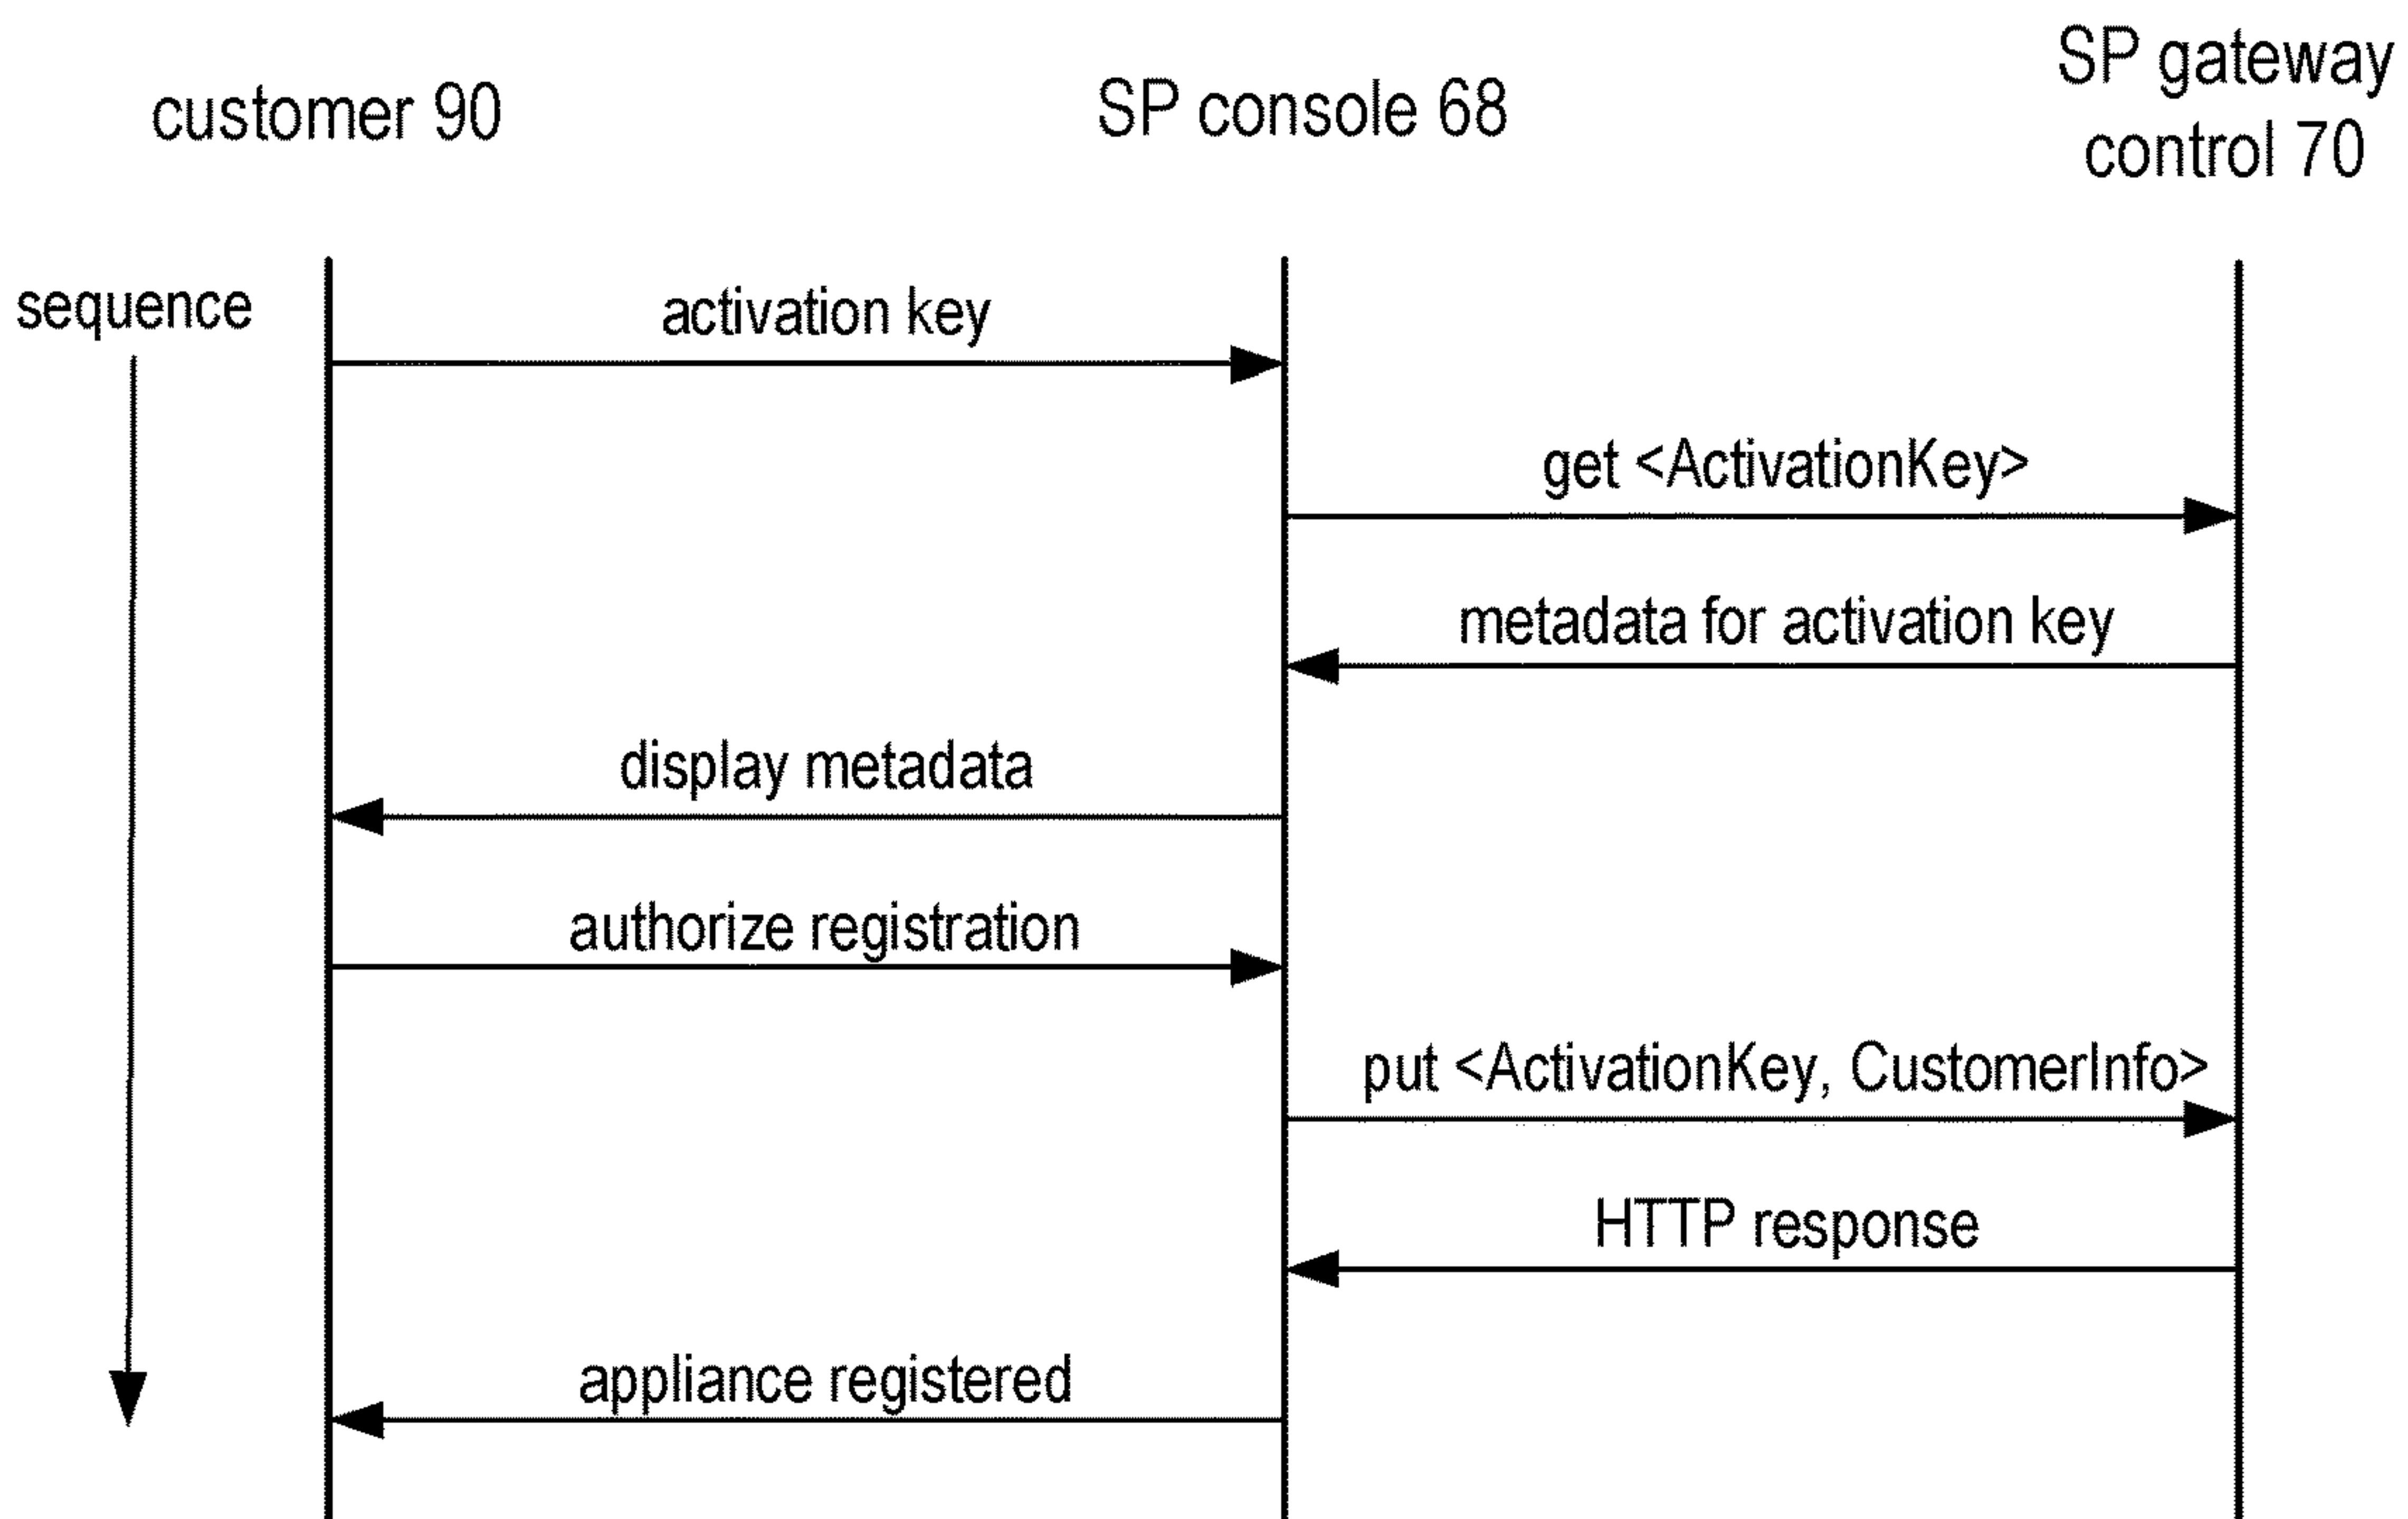 customer 90
SP console 68
SP gateway
control 70
sequence
activation key
get <ActivationKey>
metadata for activation key
display metadata
authorize registration
put <ActivationKey, CustomerInfo>
HTTP response
appliance registered